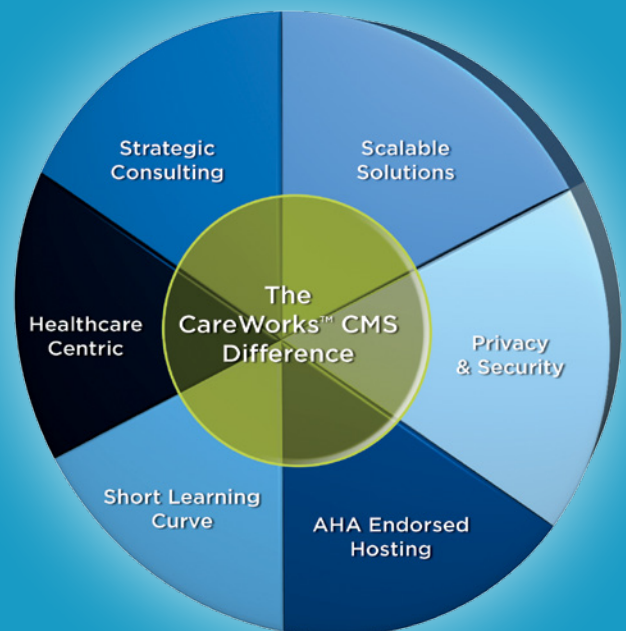 Strategic
Consulting
Scalable
Solutions
The
CareWorks™ CMS
Difference
Healthcare
Centric
Privacy
& Security
Short Learning
Curve
AHA Endorsed
Hosting